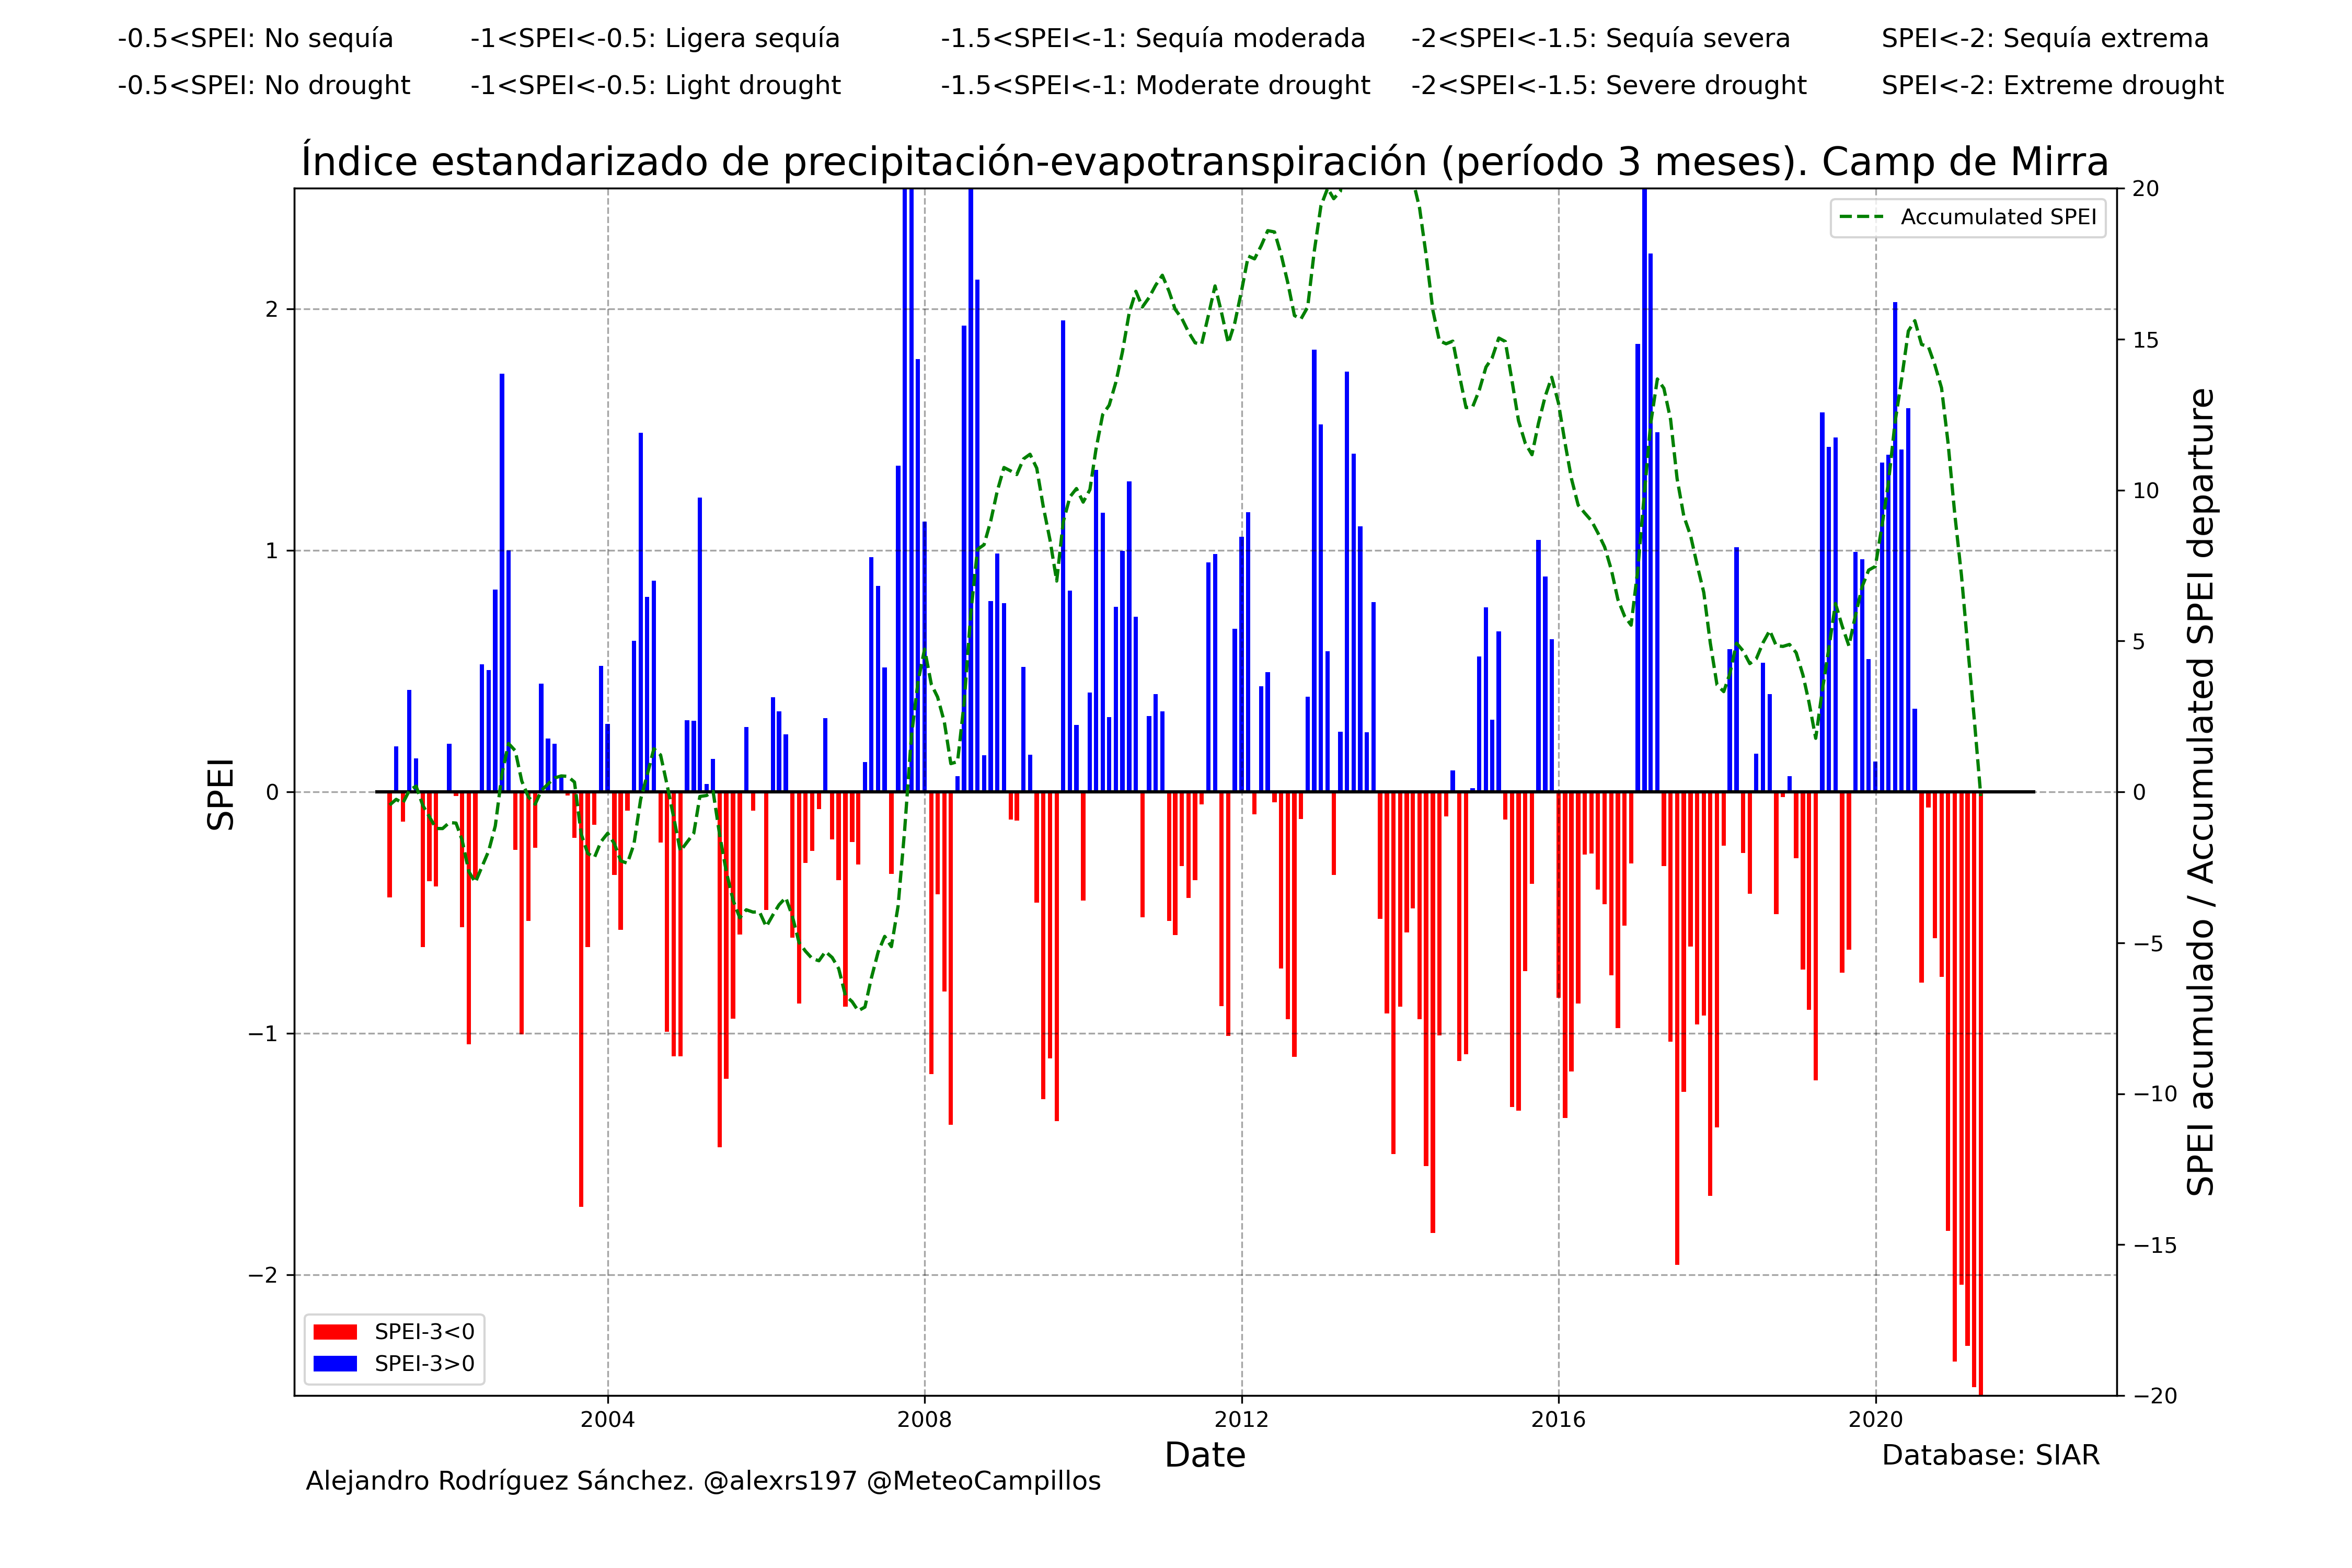 -0.5<SPEI: No sequía -1<SPEI<-0.5: Ligera sequía -1.5<SPEI<-1: Sequía moderada -2<SPEI<-1.5: Sequía severa SPEI<-2: Sequía extrema
-0.5<SPEI: No drought -1<SPEI<-0.5: Light drought -1.5<SPEI<-1: Moderate drought -2<SPEI<-1.5: Severe drought SPEI<-2: Extreme drought
Índice estandarizado de precipitación-evapotranspiración (período 3 meses). Camp de Mirra
SPEI
2
1
0
−1
−2
Accumulated SPEI
SPEI-3<0
SPEI-3>0
20
15
10
5
0
−5
−10
−15
−20
SPEI acumulado / Accumulated SPEI departure
2004 2008 2012 2016 2020
Date
Database: SIAR
Alejandro Rodríguez Sánchez. @alexrs197 @MeteoCampillos